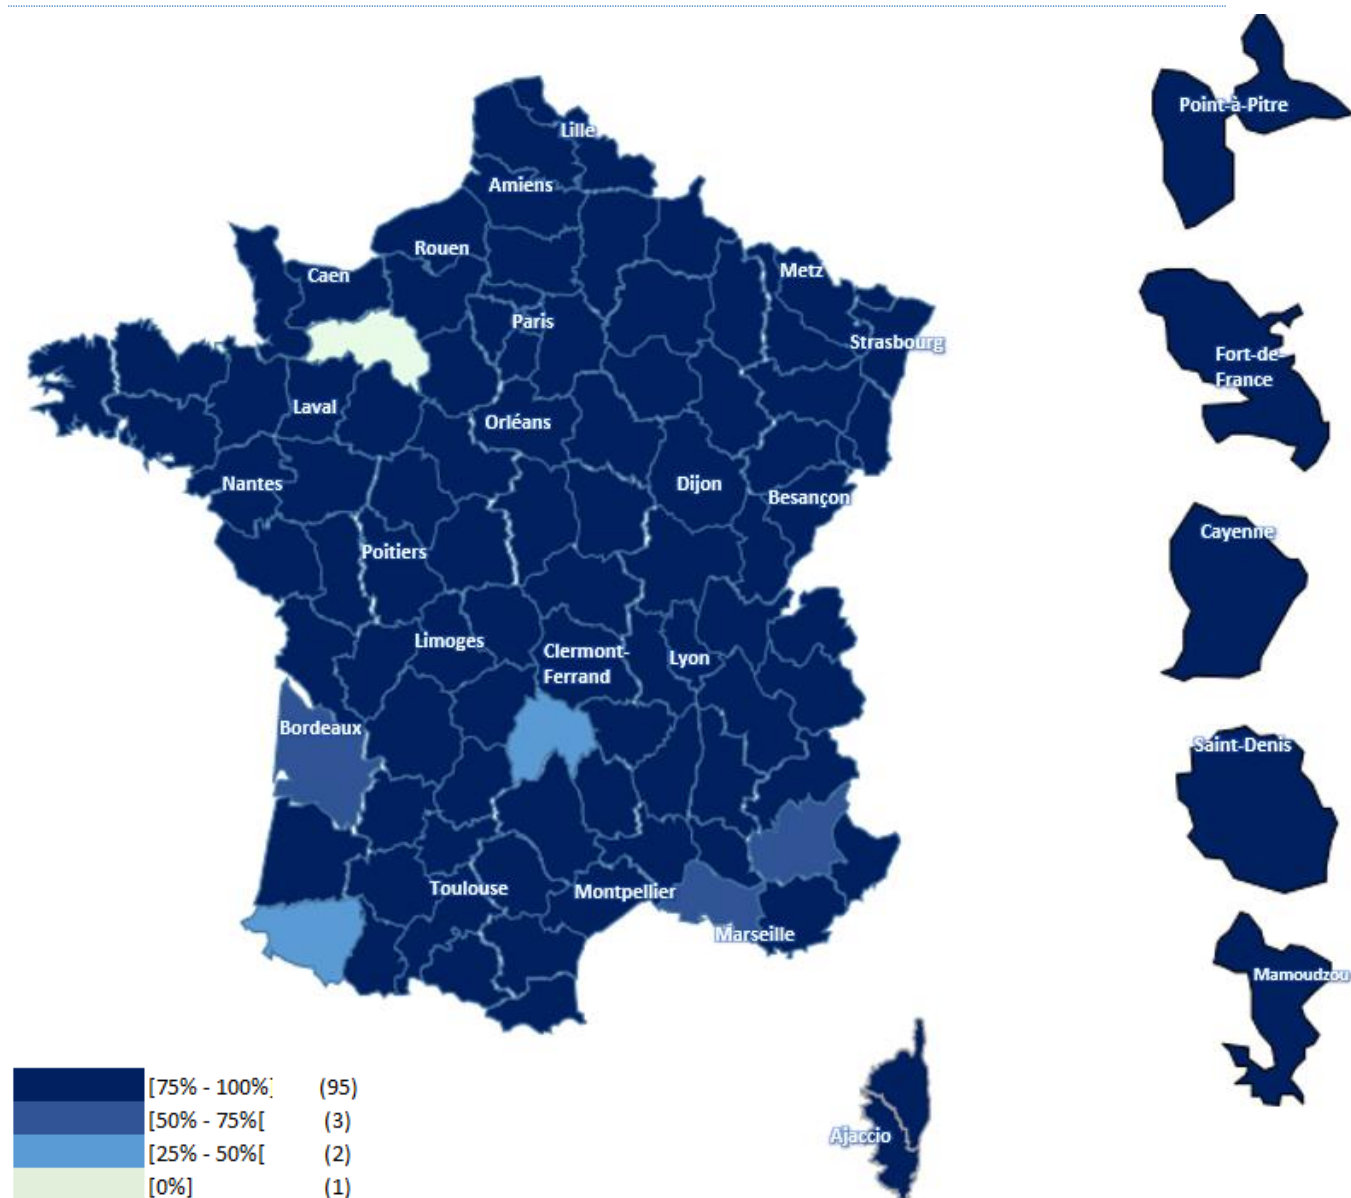 Point-à-Pitre
Lille
Amiens
Rouen
Caen
Metz
Paris
Strasbourg
Fort-de-
France
Laval
Orléans
Nantes
Dijon
Besançon
Cayenne
Poitiers
Limoges
Clermont-
Ferrand
Lyon
Bordeaux
Saint-Denis
Toulouse
Montpellier
Marseille
Mamoudzou
Ajaccio
[75% - 100%] (95)
[50% - 75%[ (3)
[25% - 50%[ (2)
[0%] (1)